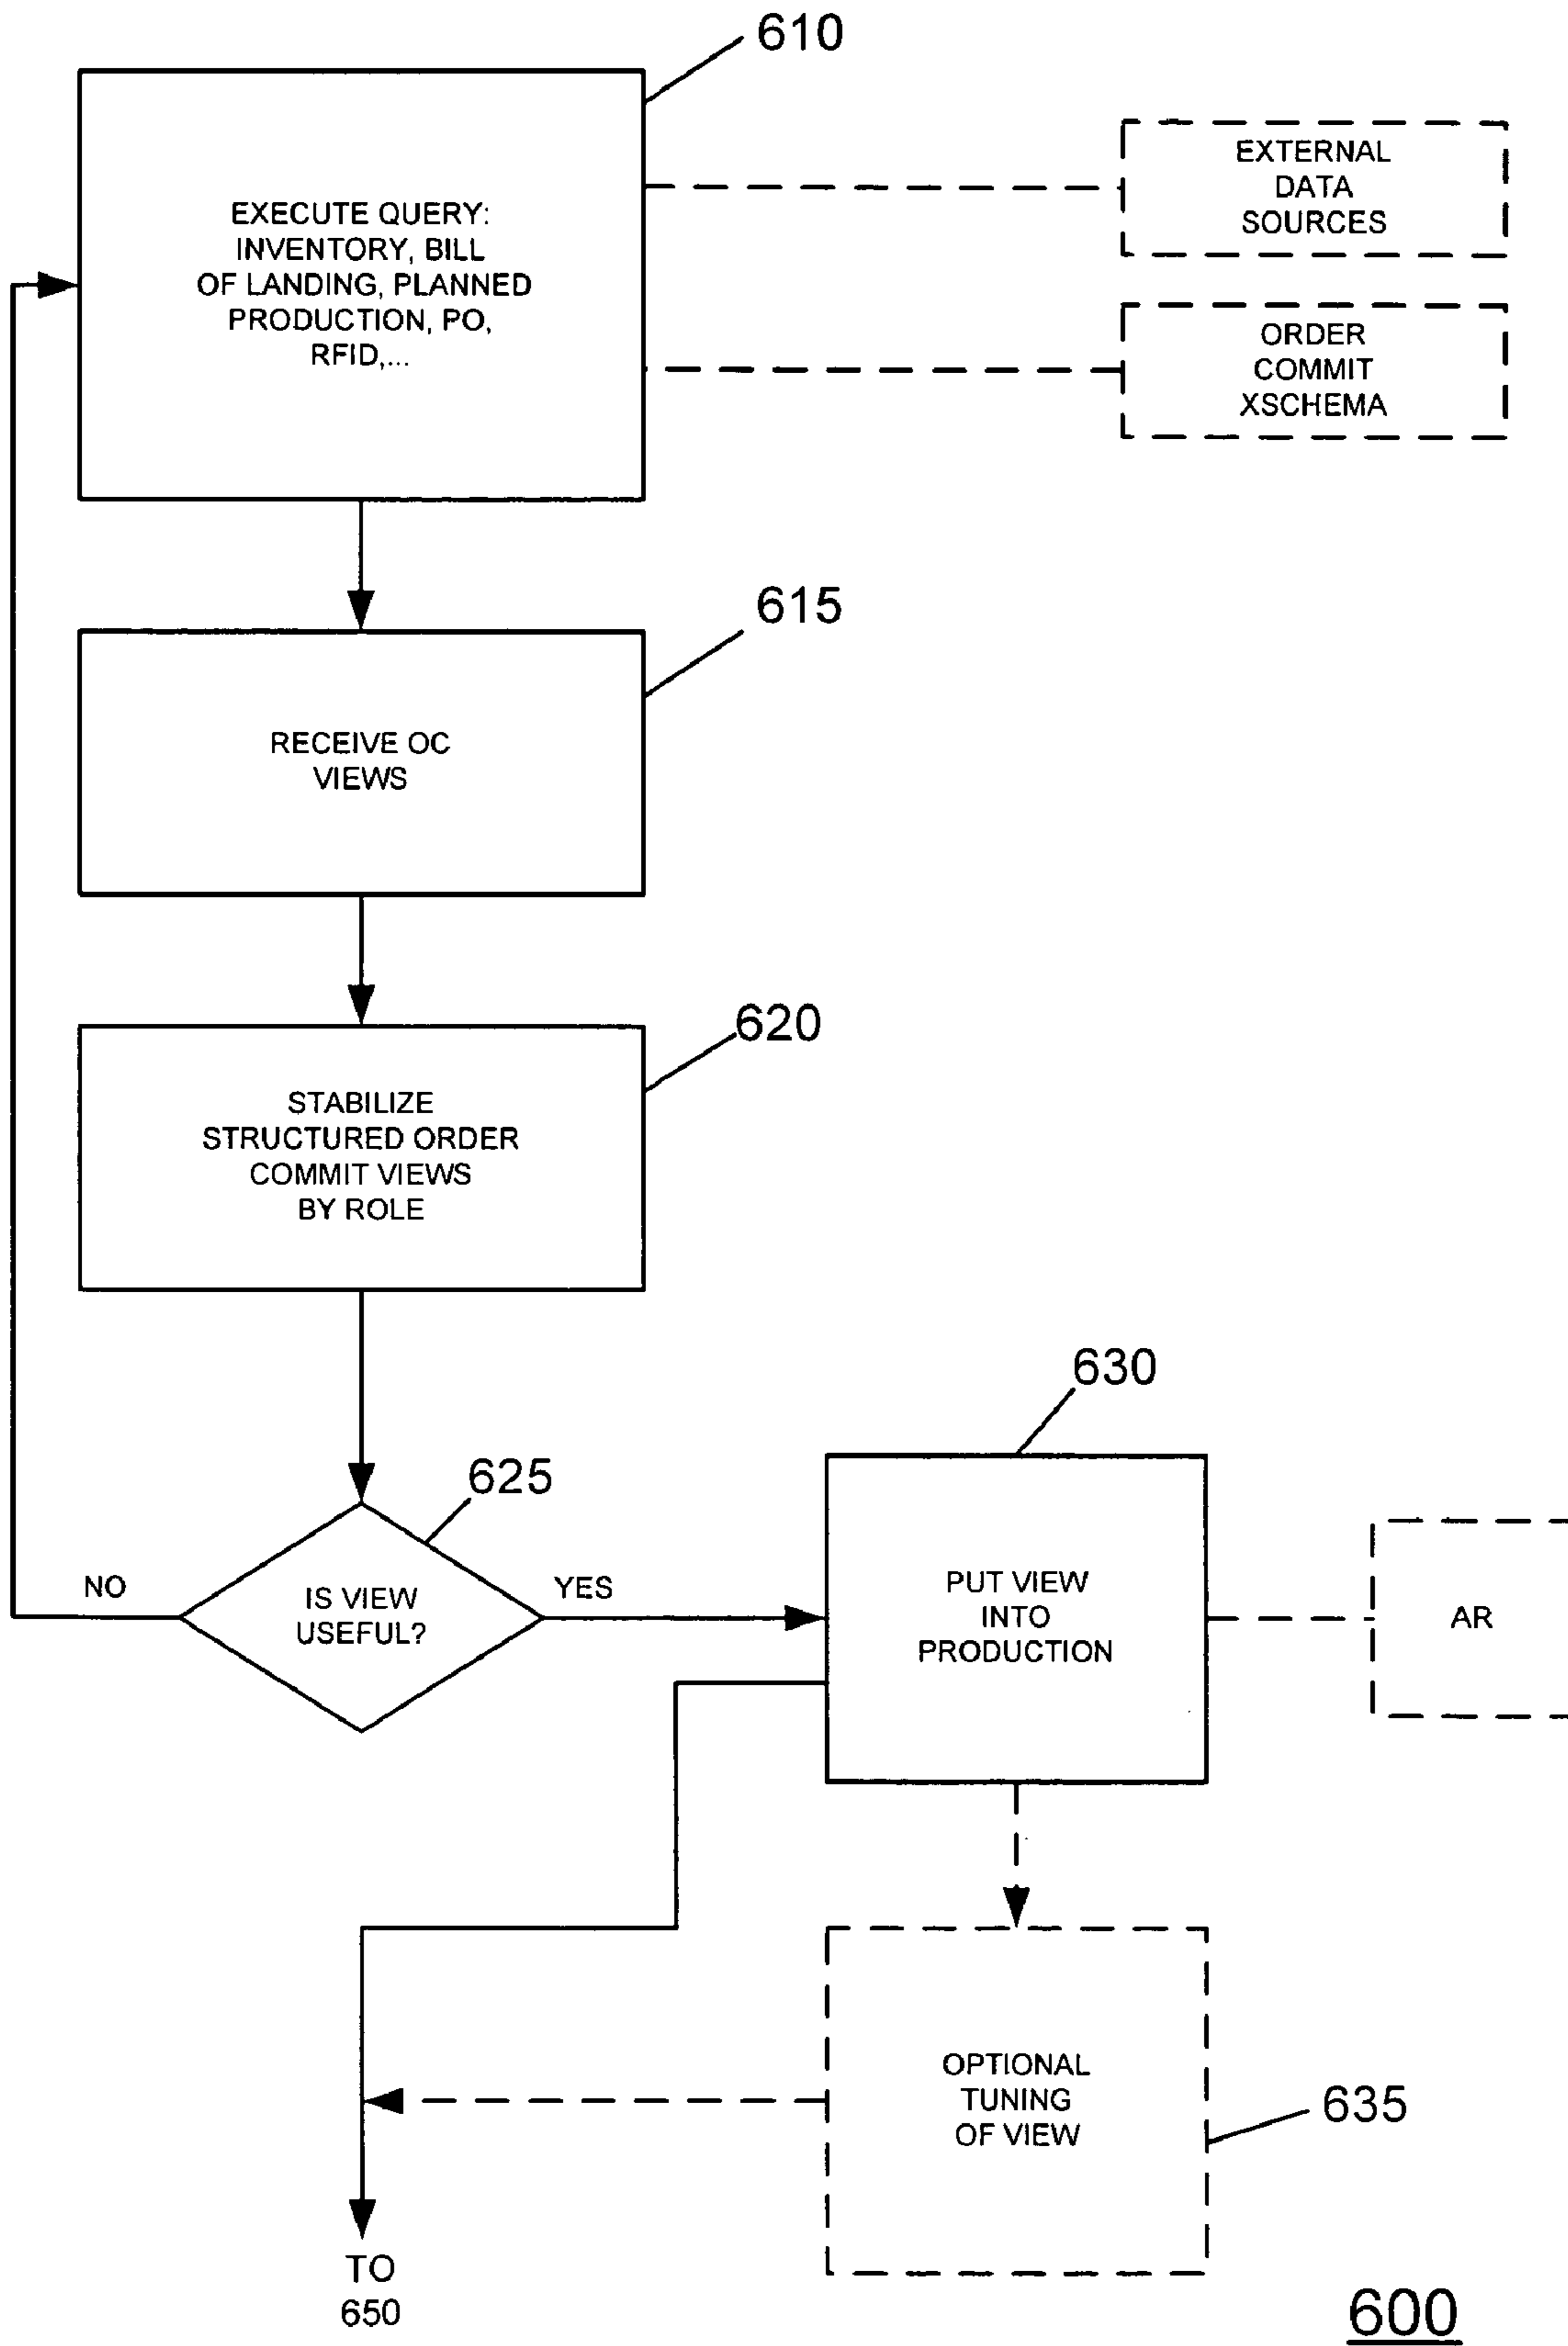 610
EXECUTE QUERY:
INVENTORY, BILL
OF LANDING, PLANNED
PRODUCTION, PO,
RFID,...
EXTERNAL
DATA
SOURCES
ORDER
COMMIT
XSCHEMA
615
RECEIVE OC
VIEWS
620
STABILIZE
STRUCTURED ORDER
COMMIT VIEWS
BY ROLE
625
NO
IS VIEW
USEFUL?
YES
630
PUT VIEW
INTO
PRODUCTION
AR
OPTIONAL
TUNING
OF VIEW
635
TO
650
600